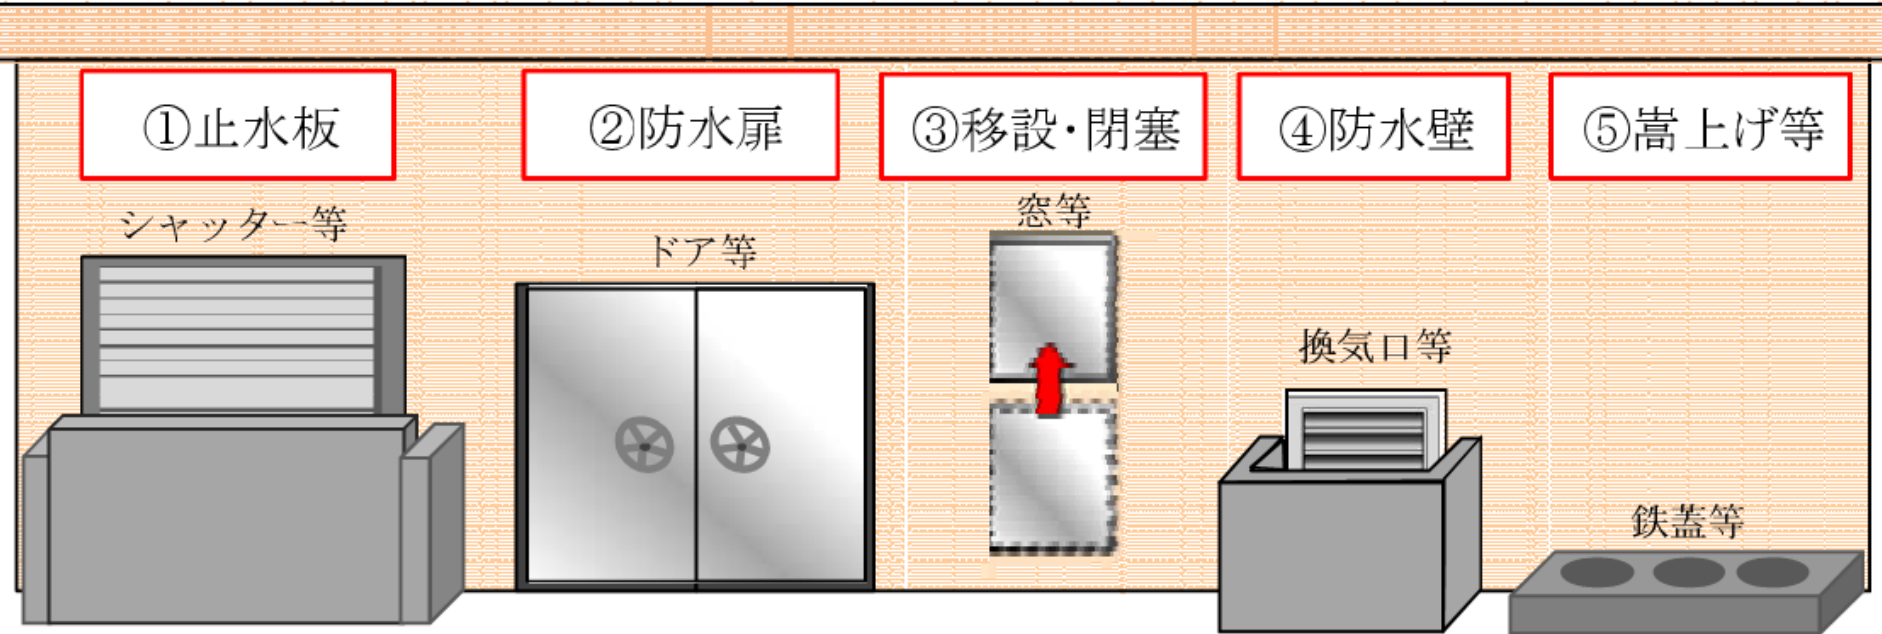 ①止水板
②防水扉
③移設・閉塞
④防水壁
⑤嵩上げ等
シャッター等
ドア等
窓等
換気口等
鉄蓋等